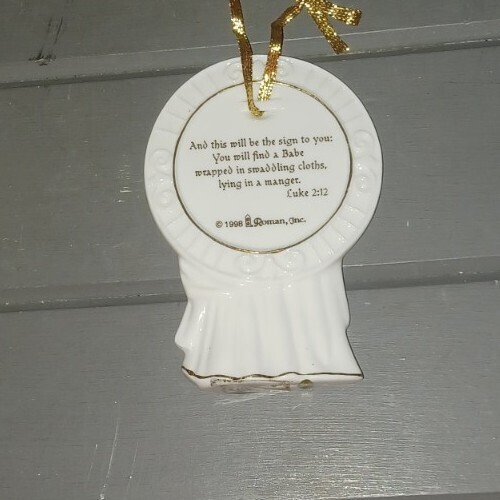 And this will be the sign to you:
You will find a Babe
wrapped in swaddling cloths,
lying in a manger.
Luke 2:12
© 1998 Roman, Inc.